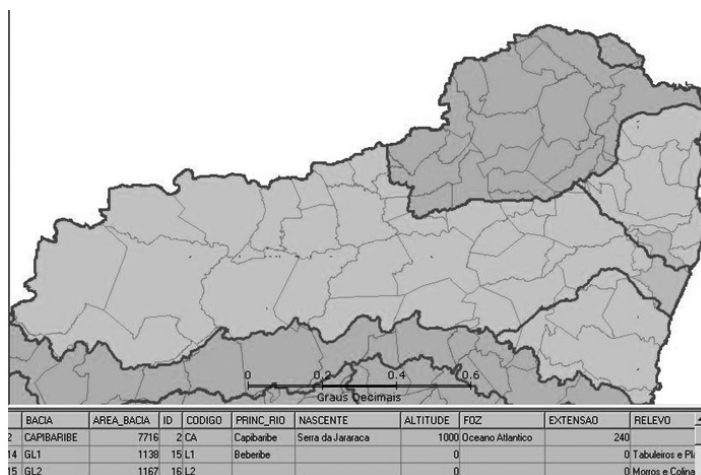 0 0.2 0.4 0.6
Graus Decimais
BACIA AREA_BACIA ID CODIGO PRINC_RIO NASCENTE ALTITUDE FOZ EXTENSAO RELEVO
2 CAPIBARIBE 7716 2 CA Capibaribe Serra da Jararaca 1000 Oceano Atlantico 240
14 GL1 1138 15 L1 Beberibe 0 0 Tabuleiros e Pla
15 GL2 1167 16 L2 0 0 Morros e Colina